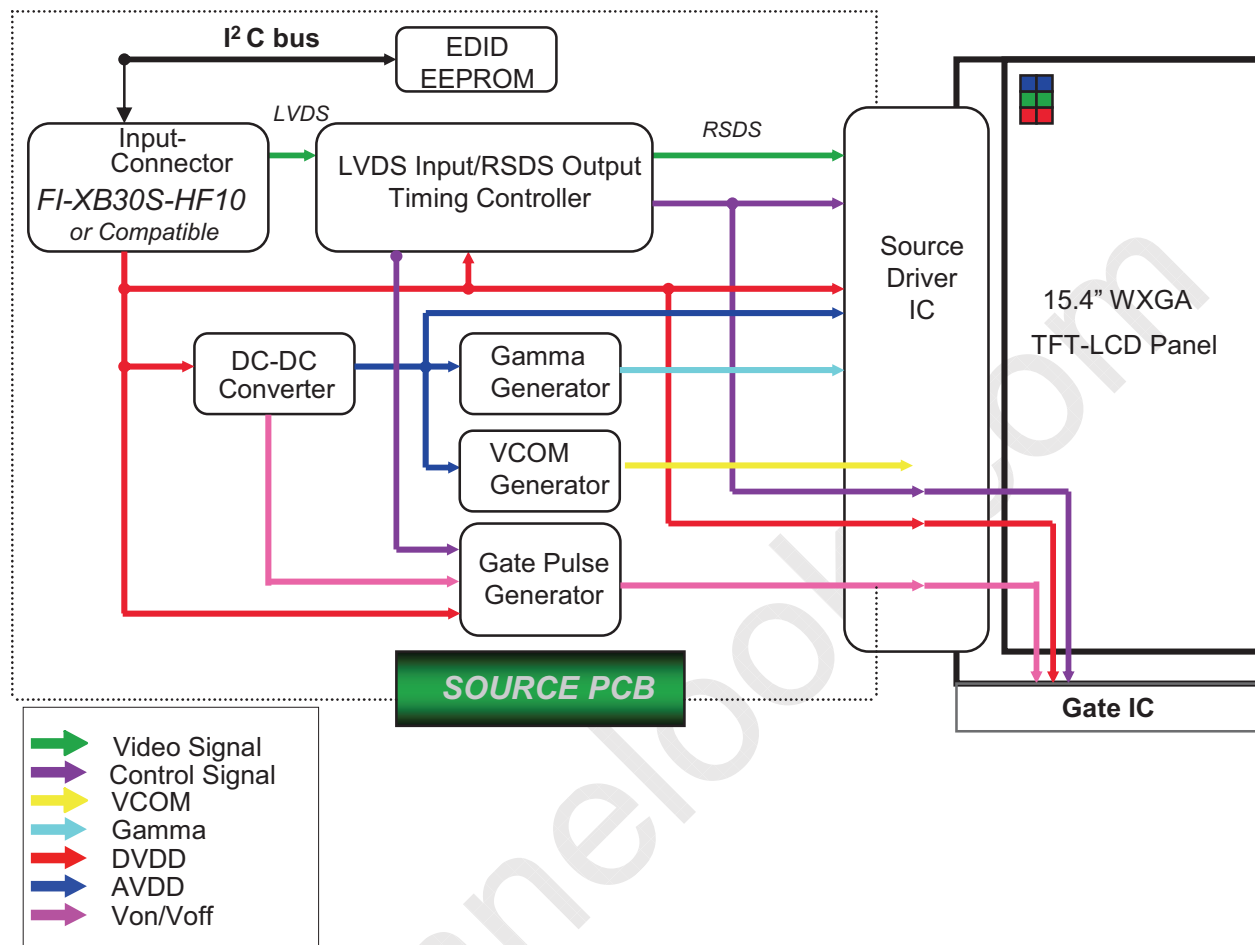 I² C bus
EDID
EEPROM
LVDS
RSDS
Input-
Connector
FI-XB30S-HF10
or Compatible
LVDS Input/RSDS Output
Timing Controller
Source
Driver
IC
15.4” WXGA
TFT-LCD Panel
DC-DC
Converter
Gamma
Generator
VCOM
Generator
Gate Pulse
Generator
SOURCE PCB
Gate IC
Video Signal
Control Signal
VCOM
Gamma
DVDD
AVDD
Von/Voff